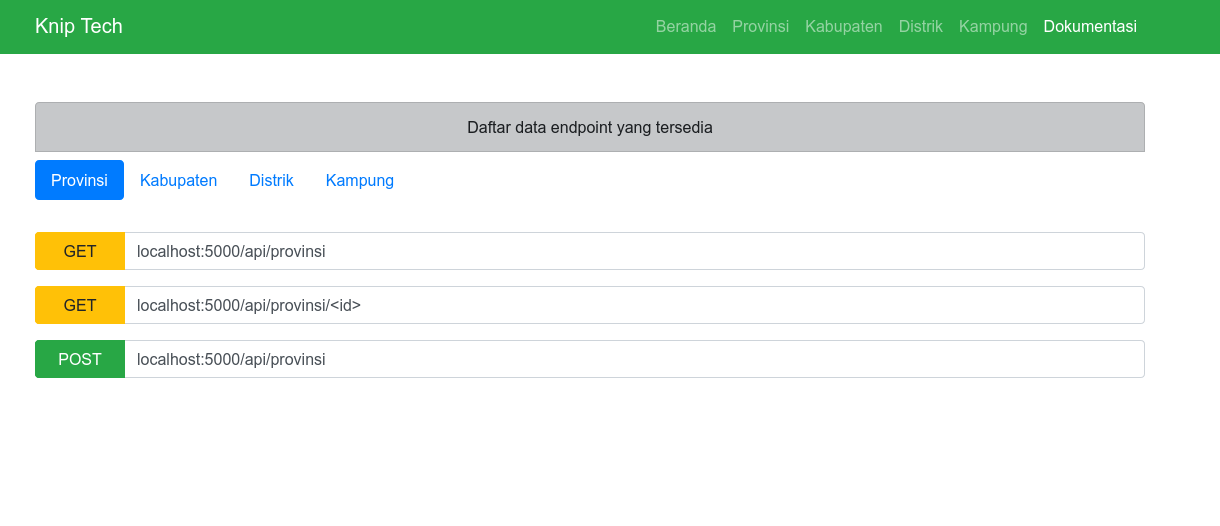 Knip Tech
Beranda Provinsi Kabupaten Distrik Kampung Dokumentasi
Daftar data endpoint yang tersedia
Provinsi Kabupaten Distrik Kampung
GET localhost:5000/api/provinsi
GET localhost:5000/api/provinsi/<id>
POST localhost:5000/api/provinsi